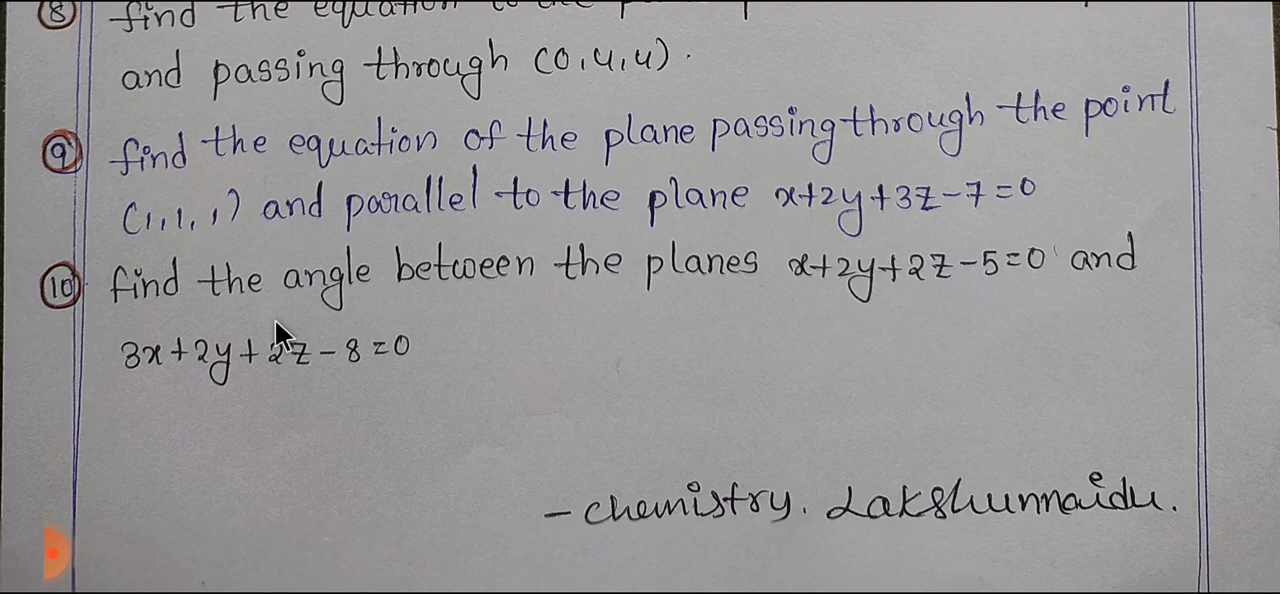 8 find the equation
and passing through (0,4,4).
9 find the equation of the plane passing through the point
(1,1,1) and parallel to the plane x+2y+3z-7=0
10 find the angle between the planes x+2y+2z-5=0 and
3x+2y+2z-8=0
-chemistry. Lakshunnaidu.